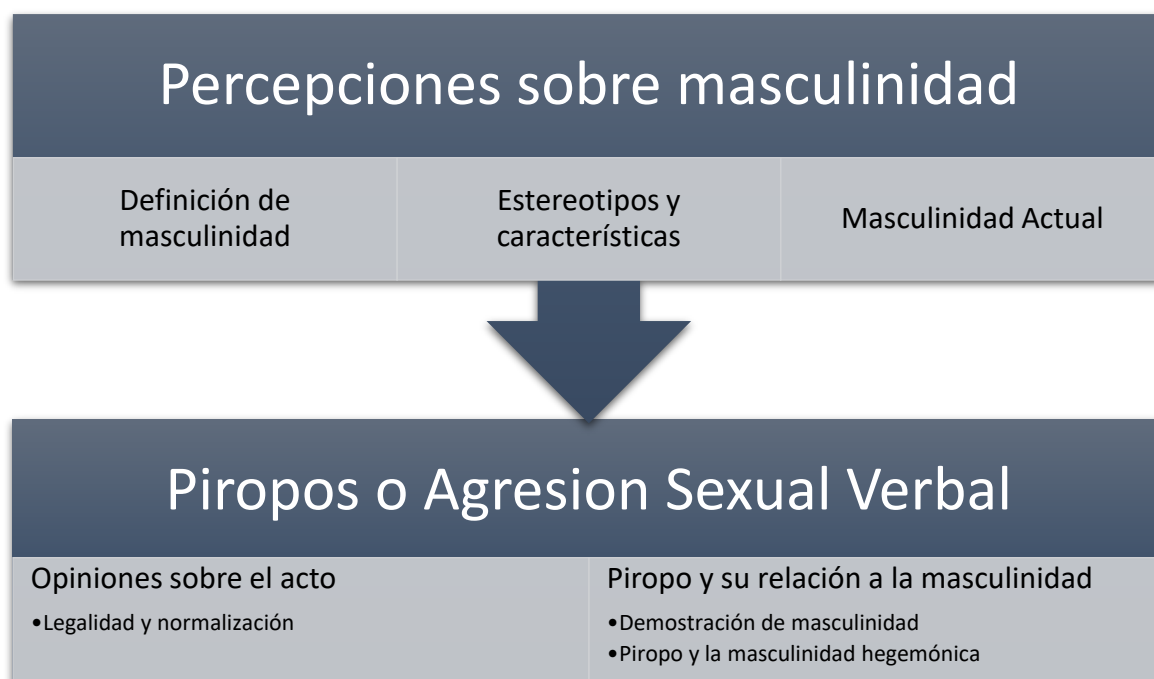 Percepciones sobre masculinidad
Definición de
masculinidad
Estereotipos y
características
Masculinidad Actual
Piropos o Agresion Sexual Verbal
Opiniones sobre el acto
•Legalidad y normalización
Piropo y su relación a la masculinidad
•Demostración de masculinidad
•Piropo y la masculinidad hegemónica